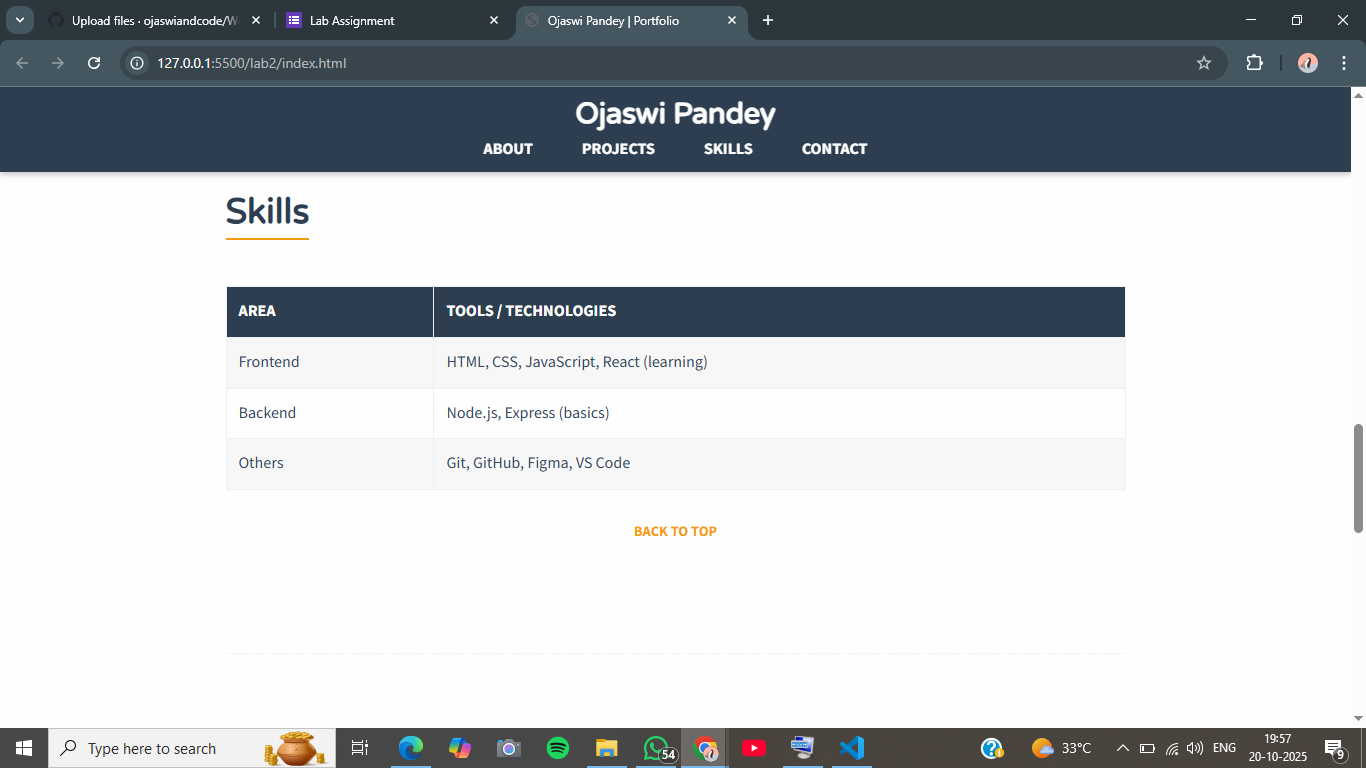 Upload files · ojaswiandcode/W
Lab Assignment
Ojaswi Pandey | Portfolio
127.0.0.1:5500/lab2/index.html
Ojaswi Pandey
ABOUT PROJECTS SKILLS CONTACT
Skills
AREA TOOLS / TECHNOLOGIES
Frontend HTML, CSS, JavaScript, React (learning)
Backend Node.js, Express (basics)
Others Git, GitHub, Figma, VS Code
BACK TO TOP
Type here to search
54
33°C
ENG
19:57
20-10-2025
9